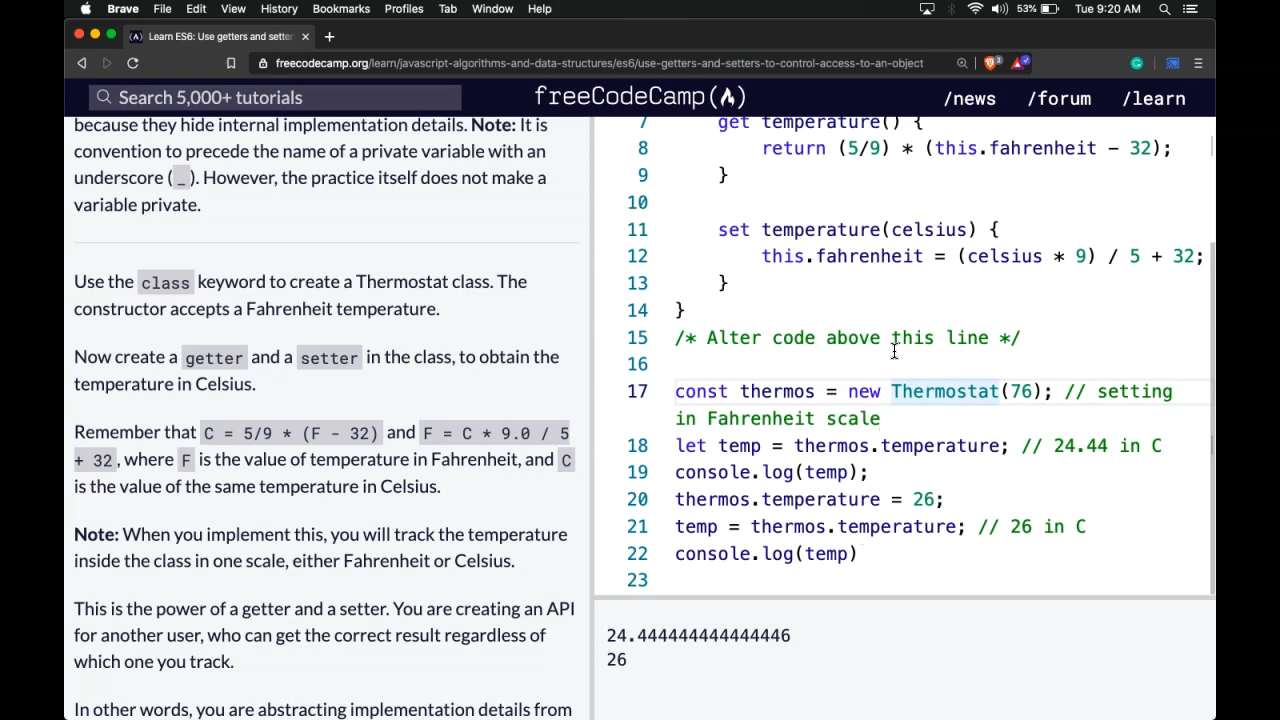 Brave File Edit View History Bookmarks Profiles Tab Window Help 53% Tue 9:20 AM
Learn ES6: Use getters and setter
freecodecamp.org/learn/javascript-algorithms-and-data-structures/es6/use-getters-and-setters-to-control-access-to-an-object 3
Search 5,000+ tutorials freeCodeCamp /news /forum /learn
because they hide internal implementation details. Note: It is
convention to precede the name of a private variable with an
underscore ( _ ). However, the practice itself does not make a
variable private.
Use the class keyword to create a Thermostat class. The
constructor accepts a Fahrenheit temperature.
Now create a getter and a setter in the class, to obtain the
temperature in Celsius.
Remember that C = 5/9 * (F - 32) and F = C * 9.0 / 5
+ 32 , where F is the value of temperature in Fahrenheit, and C
is the value of the same temperature in Celsius.
Note: When you implement this, you will track the temperature
inside the class in one scale, either Fahrenheit or Celsius.
This is the power of a getter and a setter. You are creating an API
for another user, who can get the correct result regardless of
which one you track.
In other words, you are abstracting implementation details from
7 get temperature() {
8 return (5/9) * (this.fahrenheit - 32);
9 }
10
11 set temperature(celsius) {
12 this.fahrenheit = (celsius * 9) / 5 + 32;
13 }
14 }
15 /* Alter code above this line */
16
17 const thermos = new Thermostat(76); // setting
in Fahrenheit scale
18 let temp = thermos.temperature; // 24.44 in C
19 console.log(temp);
20 thermos.temperature = 26;
21 temp = thermos.temperature; // 26 in C
22 console.log(temp)
23
24.444444444444446
26